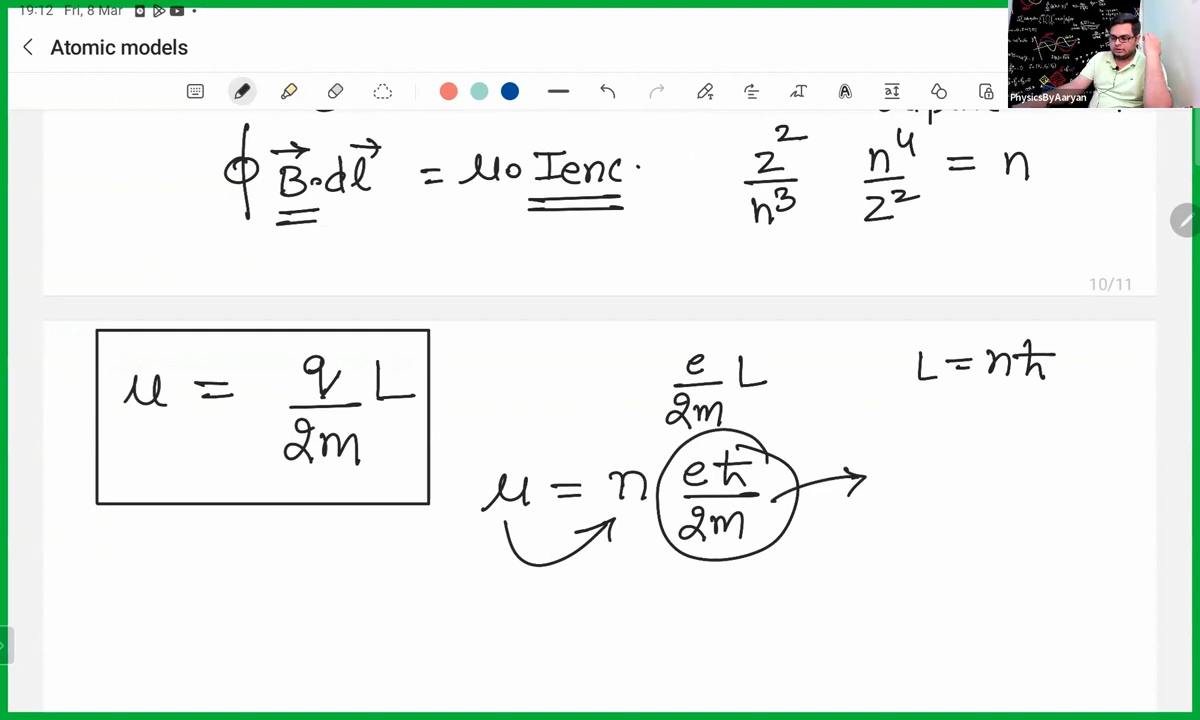 19:12 Fri, 8 Mar
Atomic models
PhysicsByAaryan
∮ B⃗·dl⃗ = μ₀ Ienc. z²/n³ n⁴/z² = n
10/11
μ = q/2m L
e/2m L
L = nħ
μ = n eħ/2m →